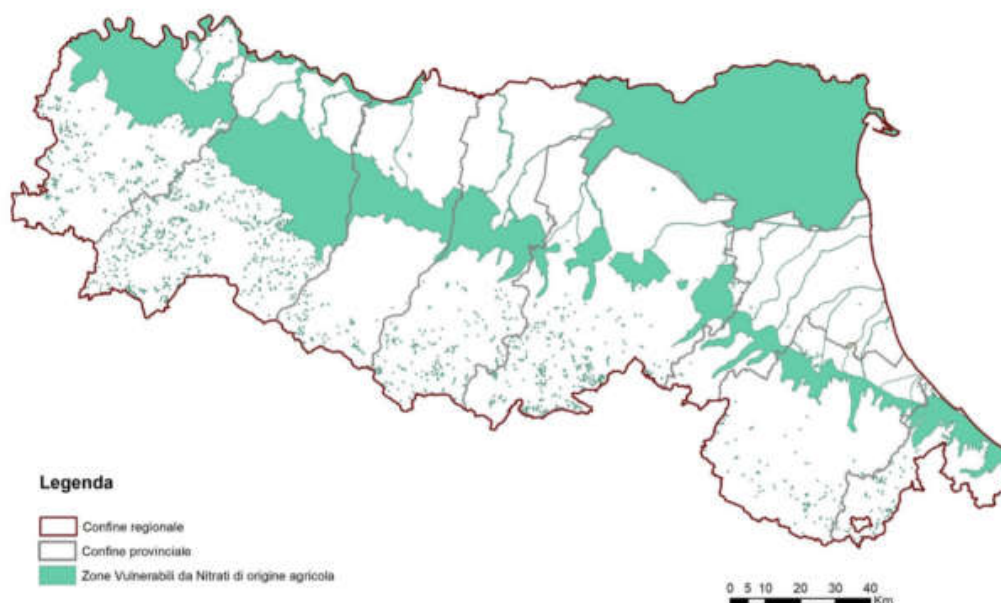 Legenda
Confine regionale
Confine provinciale
Zone Vulnerabili da Nitrati di origine agricola
0 5 10 20 30 40
Km